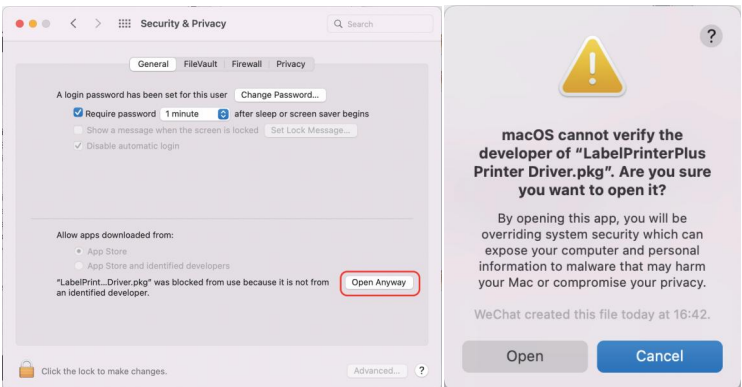 Security & Privacy
Search
General FileVault Firewall Privacy
A login password has been set for this user Change Password...
Require password 1 minute after sleep or screen saver begins
Show a message when the screen is locked Set Lock Message...
Disable automatic login
Allow apps downloaded from:
App Store
App Store and identified developers
"LabelPrint...Driver.pkg" was blocked from use because it is not from Open Anyway
an identified developer.
Click the lock to make changes.
Advanced... ?
?
macOS cannot verify the
developer of “LabelPrinterPlus
Printer Driver.pkg”. Are you sure
you want to open it?
By opening this app, you will be
overriding system security which can
expose your computer and personal
information to malware that may harm
your Mac or compromise your privacy.
WeChat created this file today at 16:42.
Open Cancel